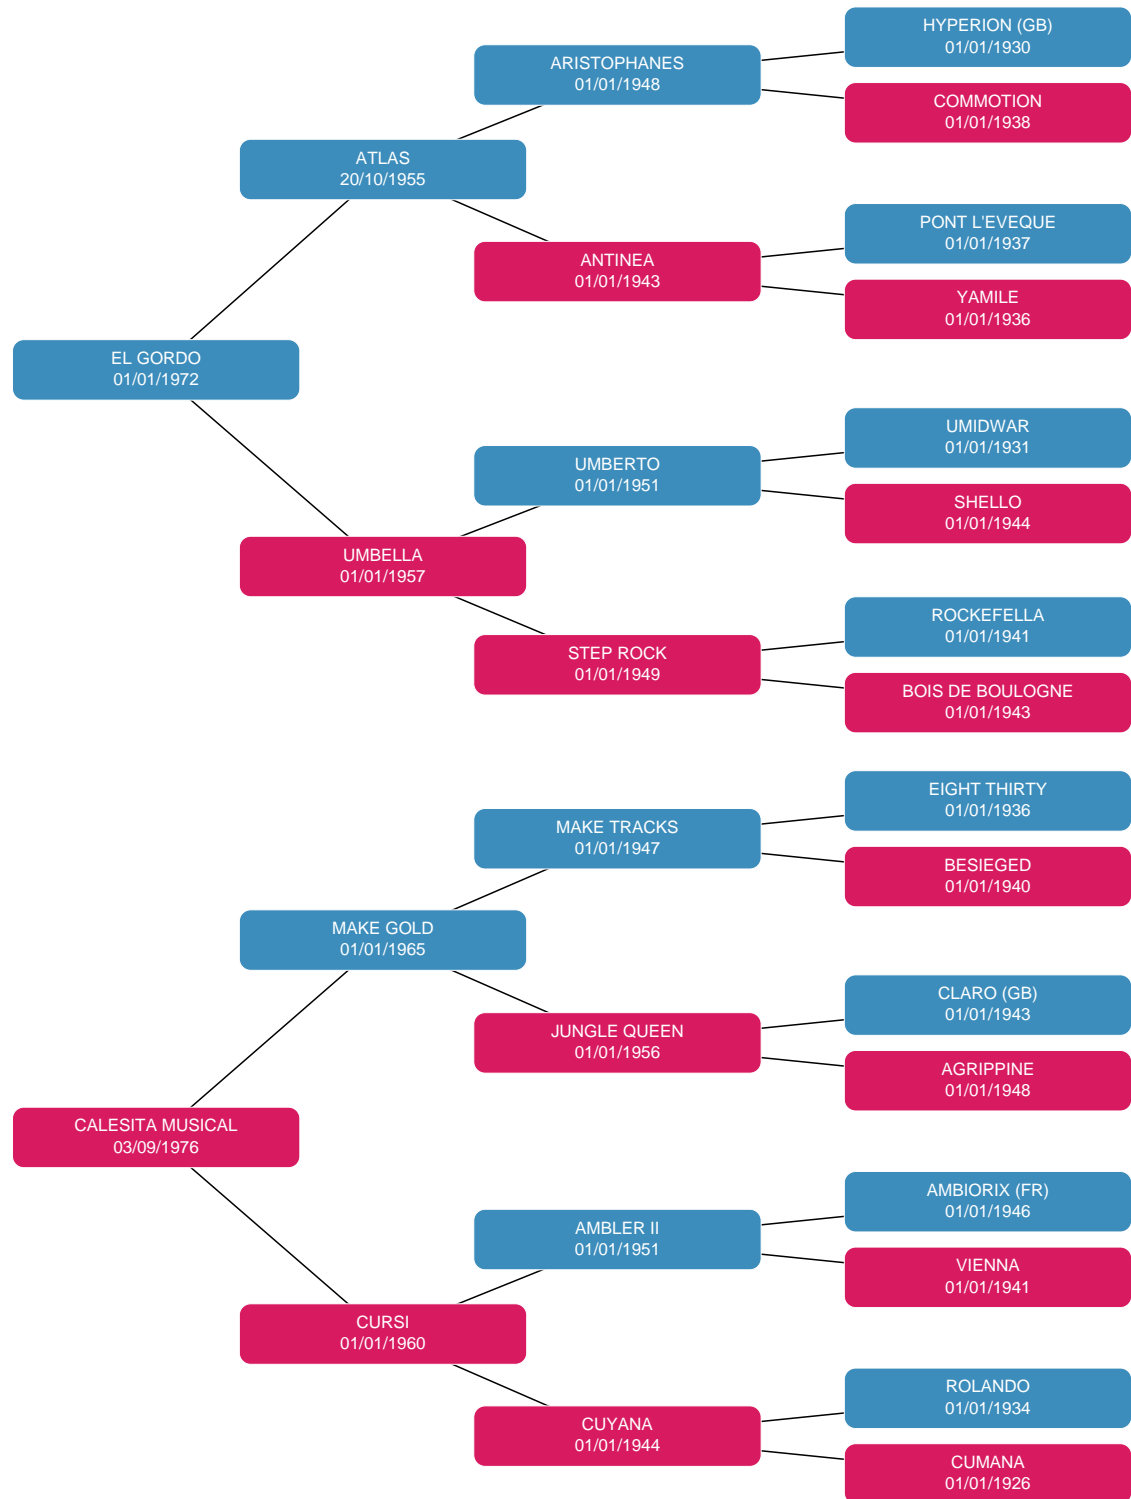 HYPERION (GB)
01/01/1930
ARISTOPHANES
01/01/1948
COMMOTION
01/01/1938
ATLAS
20/10/1955
PONT L'EVEQUE
01/01/1937
ANTINEA
01/01/1943
YAMILE
01/01/1936
EL GORDO
01/01/1972
UMIDWAR
01/01/1931
UMBERTO
01/01/1951
SHELLO
01/01/1944
UMBELLA
01/01/1957
ROCKEFELLA
01/01/1941
STEP ROCK
01/01/1949
BOIS DE BOULOGNE
01/01/1943
EIGHT THIRTY
01/01/1936
MAKE TRACKS
01/01/1947
BESIEGED
01/01/1940
MAKE GOLD
01/01/1965
CLARO (GB)
01/01/1943
JUNGLE QUEEN
01/01/1956
AGRIPPINE
01/01/1948
CALESITA MUSICAL
03/09/1976
AMBIORIX (FR)
01/01/1946
AMBLER II
01/01/1951
VIENNA
01/01/1941
CURSI
01/01/1960
ROLANDO
01/01/1934
CUYANA
01/01/1944
CUMANA
01/01/1926